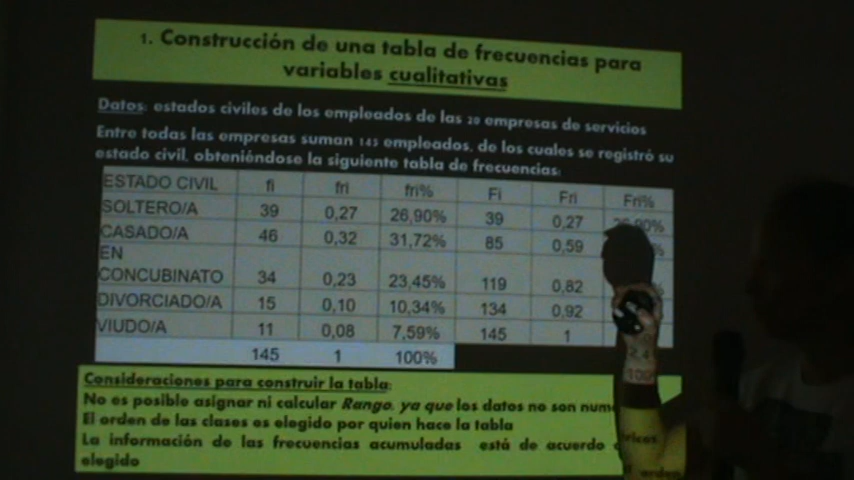 1. Construcción de una tabla de frecuencias para
variables cualitativas
Datos: estados civiles de los empleados de las 20 empresas de servicios
Entre todas las empresas suman 145 empleados, de los cuales se registró su
estado civil, obteniéndose la siguiente tabla de frecuencias:
ESTADO CIVIL fi fri fri% Fi Fri Fri%
SOLTERO/A 39 0,27 26,90% 39 0,27
CASADO/A 46 0,32 31,72% 85 0,59
EN
CONCUBINATO 34 0,23 23,45% 119 0,82
DIVORCIADO/A 15 0,10 10,34% 134 0,92
VIUDO/A 11 0,08 7,59% 145 1
145 1 100%
Consideraciones para construir la tabla:
No es posible asignar ni calcular Rango, ya que los datos no son
El orden de las clases es elegido por quien hace la tabla
La información de las frecuencias acumuladas está de acuerdo orden
elegido